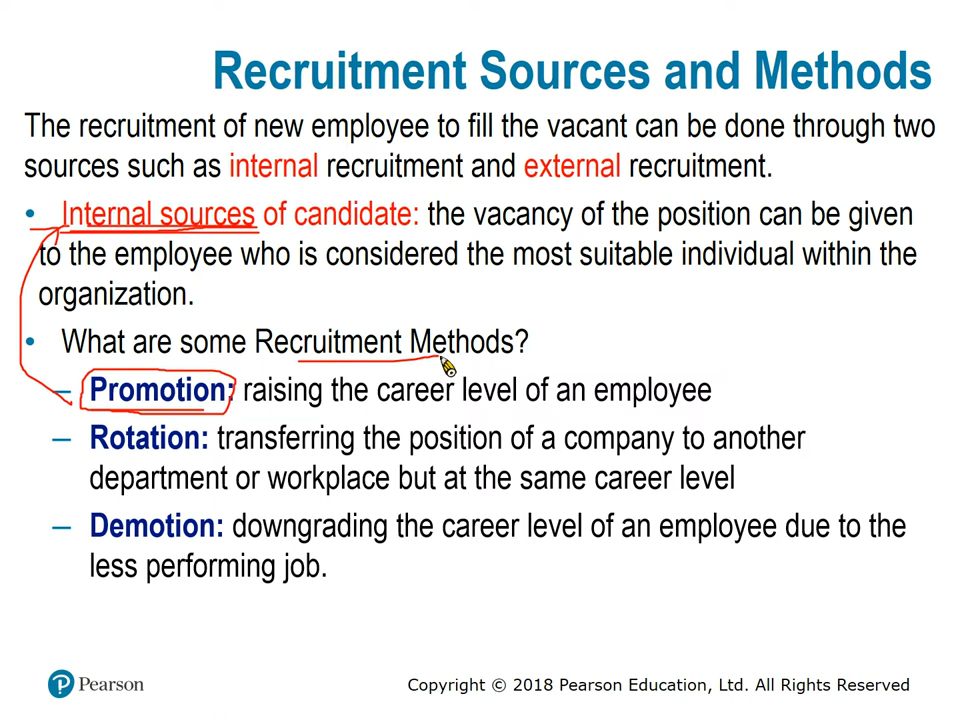 Recruitment Sources and Methods
The recruitment of new employee to fill the vacant can be done through two
sources such as internal recruitment and external recruitment.
• Internal sources of candidate: the vacancy of the position can be given
to the employee who is considered the most suitable individual within the
organization.
• What are some Recruitment Methods?
– Promotion: raising the career level of an employee
– Rotation: transferring the position of a company to another
department or workplace but at the same career level
– Demotion: downgrading the career level of an employee due to the
less performing job.
Pearson
Copyright © 2018 Pearson Education, Ltd. All Rights Reserved